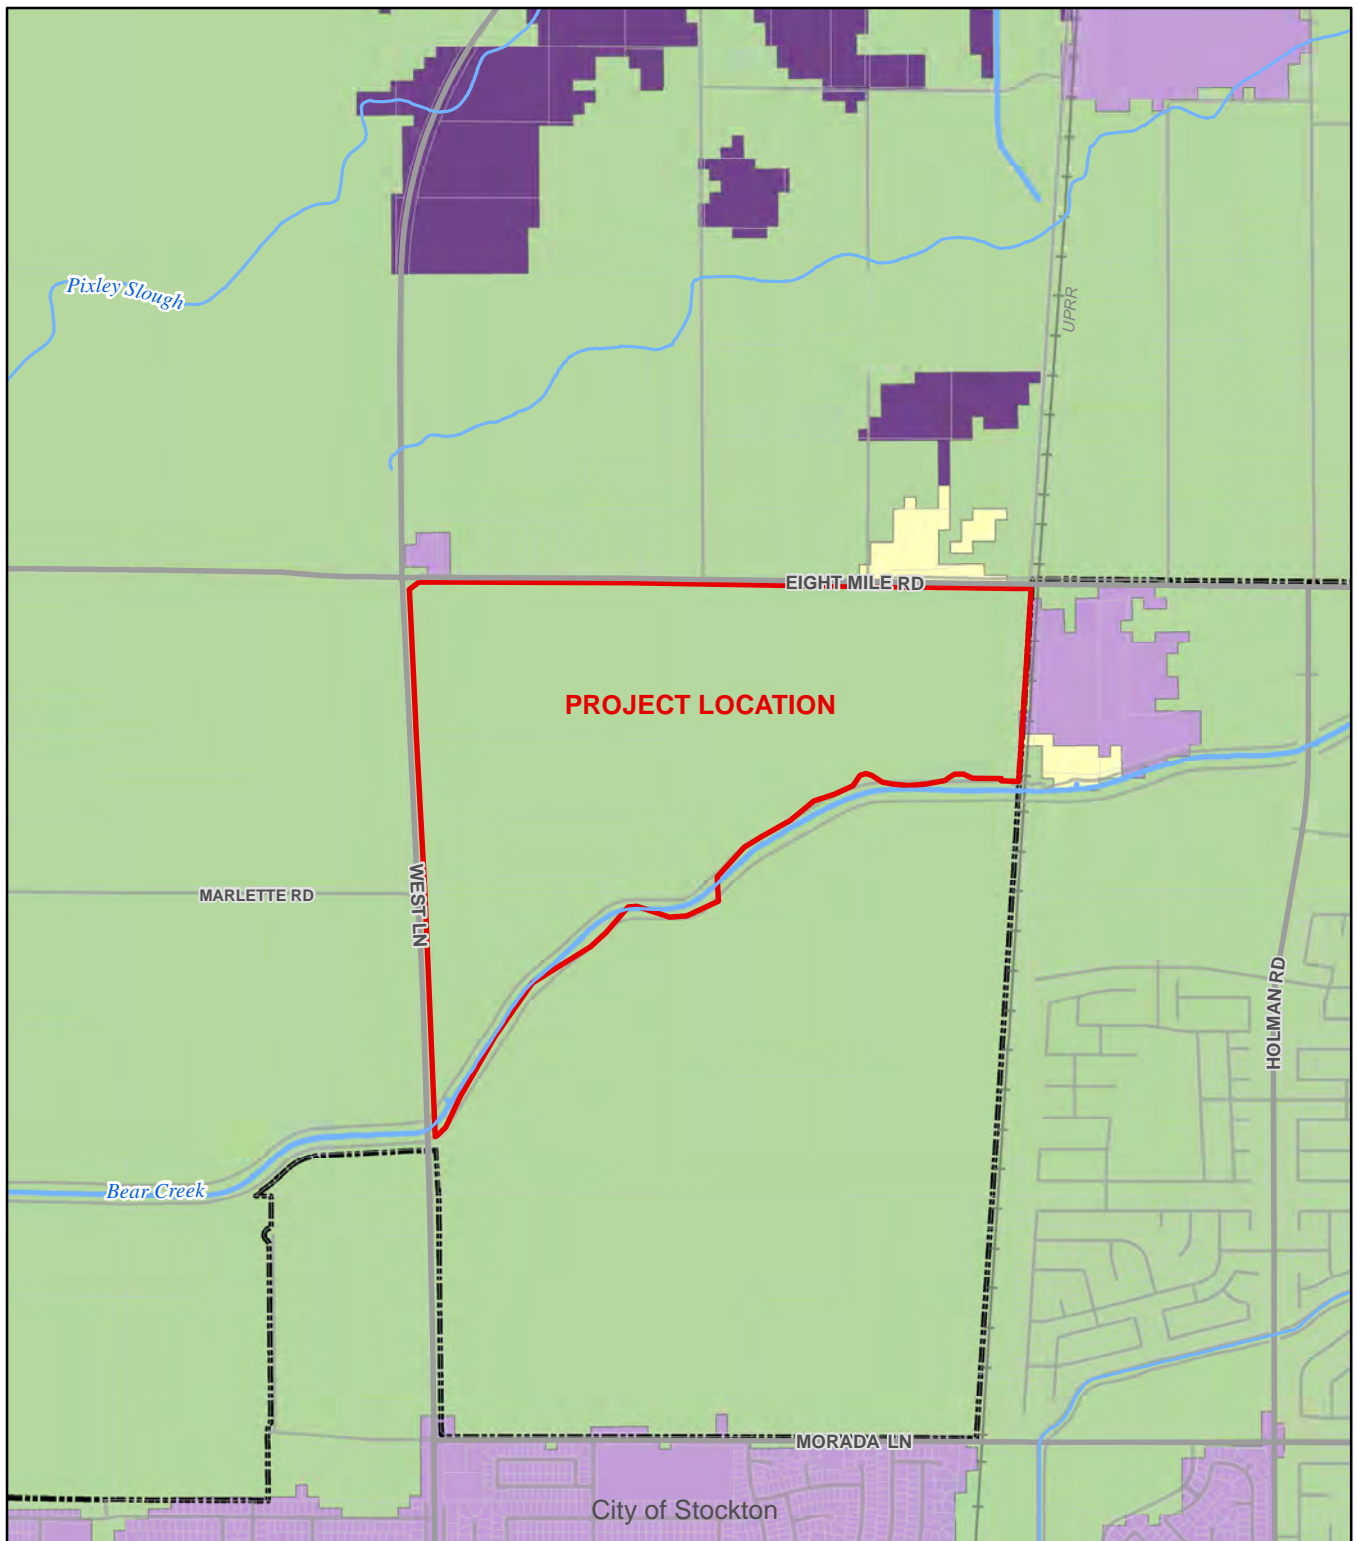 Pixley Slough
UPRR
EIGHT MILE RD
PROJECT LOCATION
MARLETTE RD
WEST LN
HOLMAN RD
Bear Creek
MORADA LN
City of Stockton